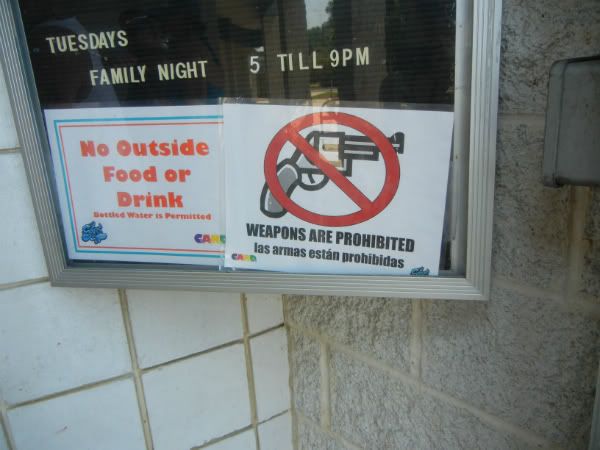 TUESDAYS
FAMILY NIGHT 5 TILL 9PM
No Outside
Food or
Drink
Bottled Water is Permitted
WEAPONS ARE PROHIBITED
las armas están prohibidas
CARD